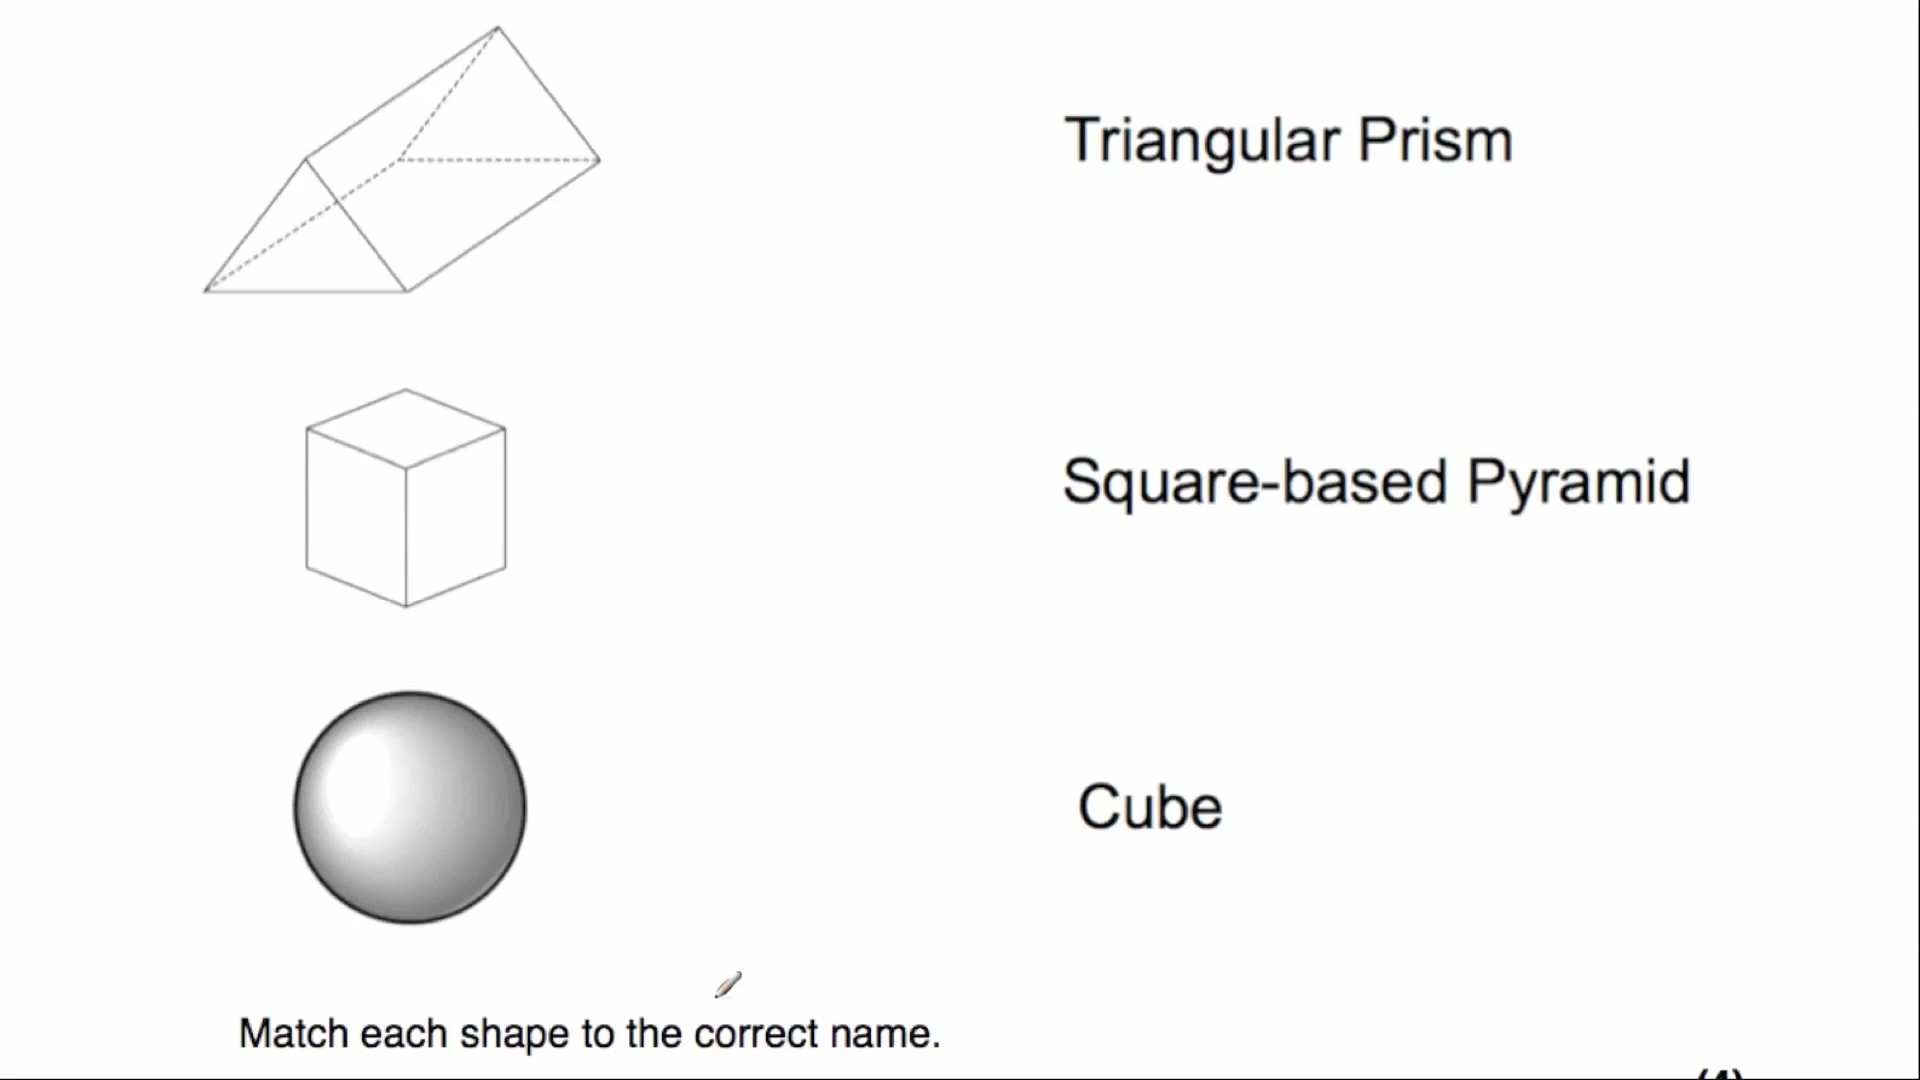 Triangular Prism
Square-based Pyramid
Cube
Match each shape to the correct name.